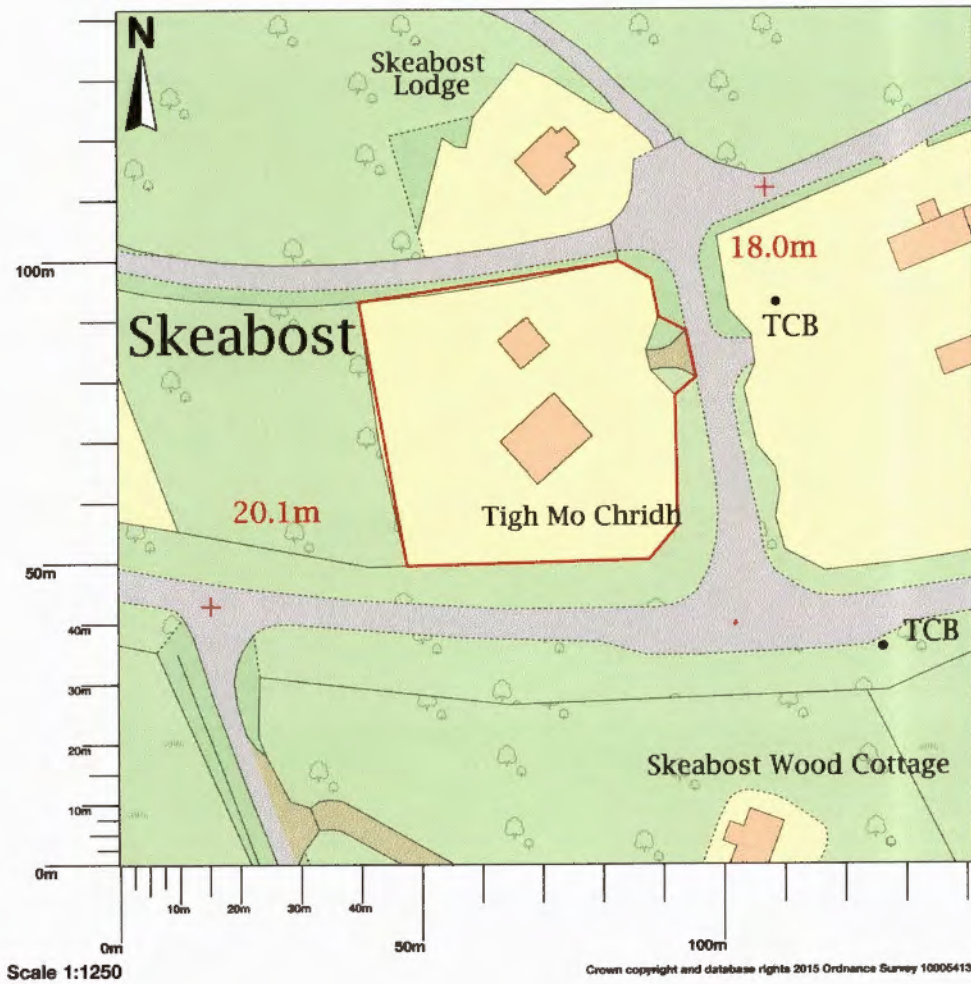 N
Skeabost
Lodge
18.0m
100m
TCB
Skeabost
20.1m
Tigh Mo Chridh
50m
40m
TCB
30m
20m
Skeabost Wood Cottage
10m
0m
10m 20m 30m 40m
0m 50m 100m
Scale 1:1250
Crown copyright and database rights 2015 Ordnance Survey 10005413